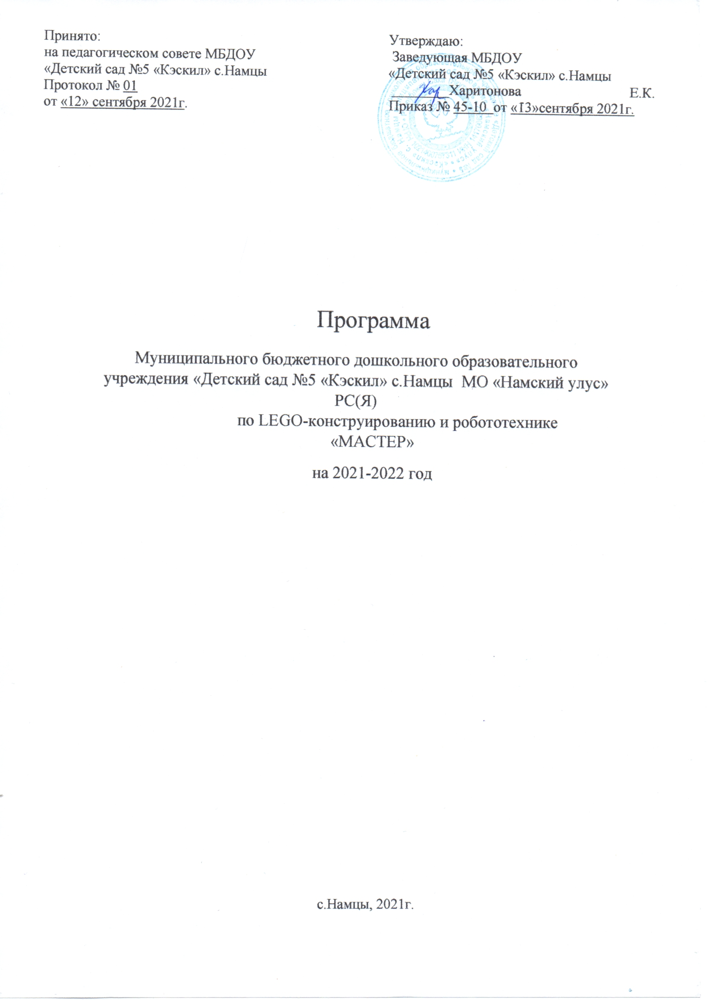 Принято:
на педагогическом совете МБДОУ
«Детский сад №5 «Кэскил» с.Намцы
Протокол № 01
от «12» сентября 2021г.
Утверждаю:
Заведующая МБДОУ
«Детский сад №5 «Кэскил» с.Намцы
Харитонова Е.К.
Приказ № 45-10 от «13»сентября 2021г.
Программа
Муниципального бюджетного дошкольного образовательного
учреждения «Детский сад №5 «Кэскил» с.Намцы МО «Намский улус»
РС(Я)
по LEGO-конструированию и робототехнике
«МАСТЕР»
на 2021-2022 год
с.Намцы, 2021г.